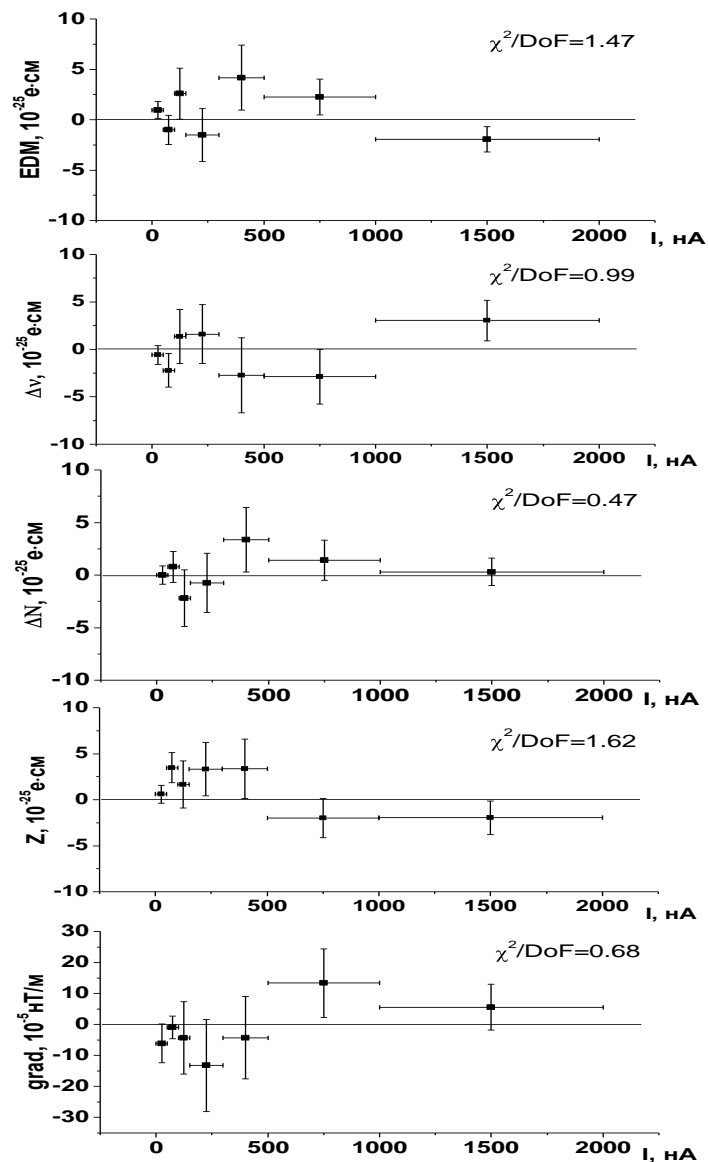 10
5
0
-5
-10
EDM, 10⁻²⁵e·см
χ²/DoF=1.47
0 500 1000 1500 2000
I, нА
10
5
0
-5
-10
Δν, 10⁻²⁵е·см
χ²/DoF=0.99
0 500 1000 1500 2000
I, нА
10
5
0
-5
-10
ΔN, 10⁻²⁵е·см
χ²/DoF=0.47
0 500 1000 1500 2000
I, нА
10
5
0
-5
-10
Z, 10⁻²⁵е·см
χ²/DoF=1.62
0 500 1000 1500 2000
I, нА
30
20
10
0
-10
-20
-30
grad, 10⁻⁵нТ/м
χ²/DoF=0.68
0 500 1000 1500 2000
I, нА